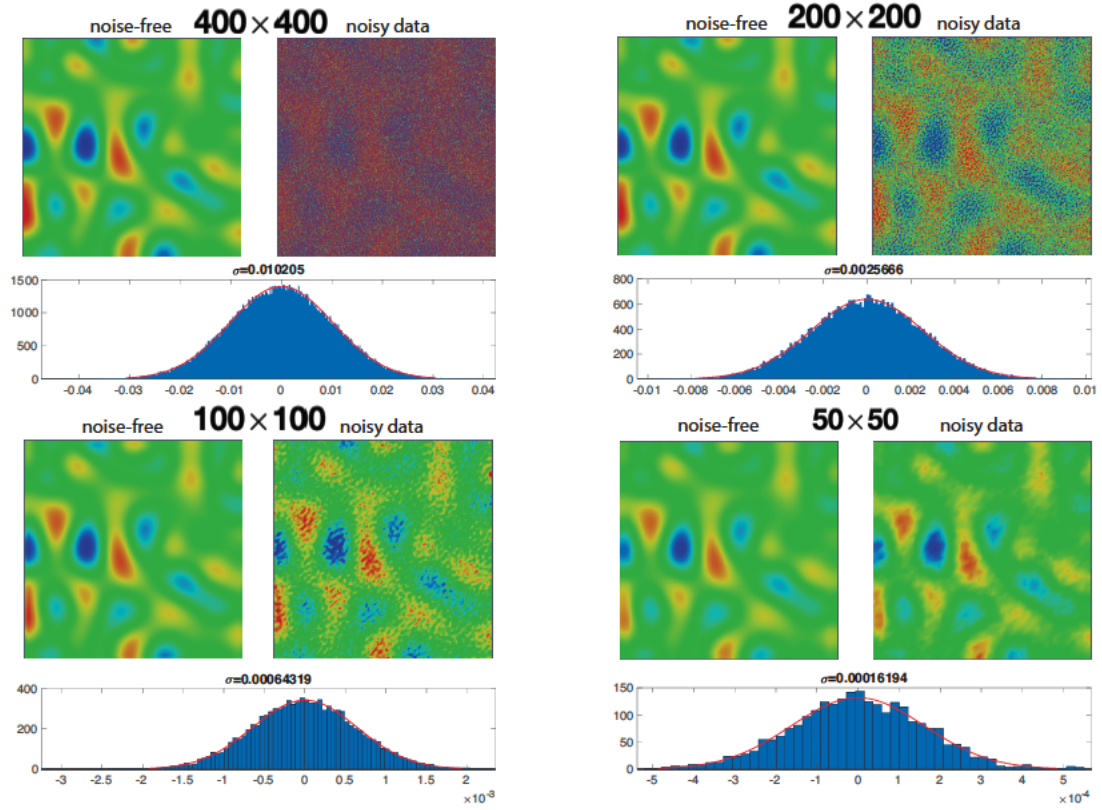 noise-free 400×400 noisy data
noise-free 200×200 noisy data
σ=0.010205
1500
1000
500
0
-0.04 -0.03 -0.02 -0.01 0 0.01 0.02 0.03 0.04
σ=0.0025666
800
600
400
200
0
-0.01 -0.008 -0.006 -0.004 -0.002 0 0.002 0.004 0.006 0.008 0.01
noise-free 100×100 noisy data
noise-free 50×50 noisy data
σ=0.00064319
400
200
0
-3 -2.5 -2 -1.5 -1 -0.5 0 0.5 1 1.5 2
×10⁻³
σ=0.00016194
150
100
50
0
-5 -4 -3 -2 -1 0 1 2 3 4 5
×10⁻⁴